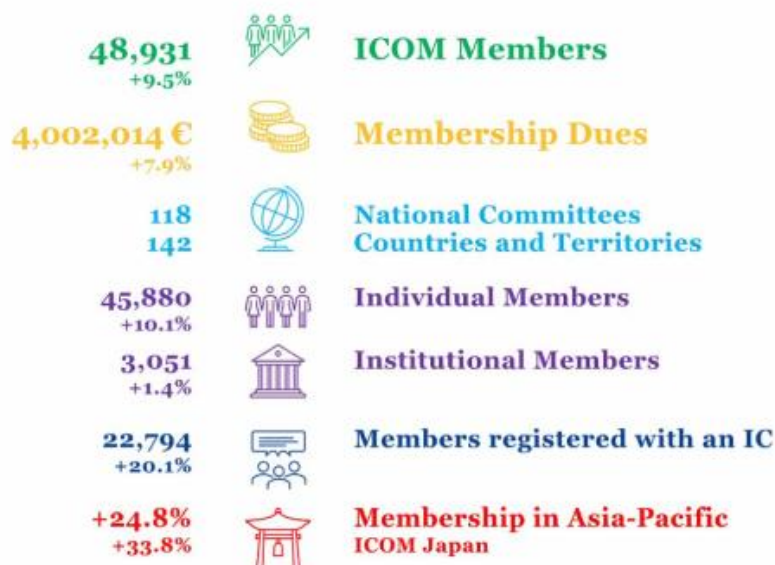 48,931 ICOM Members
+9.5%
4,002,014 € Membership Dues
+7.9%
118 National Committees
142 Countries and Territories
45,880 Individual Members
+10.1%
3,051 Institutional Members
+1.4%
22,794 Members registered with an IC
+20.1%
+24.8% Membership in Asia-Pacific
+33.8% ICOM Japan